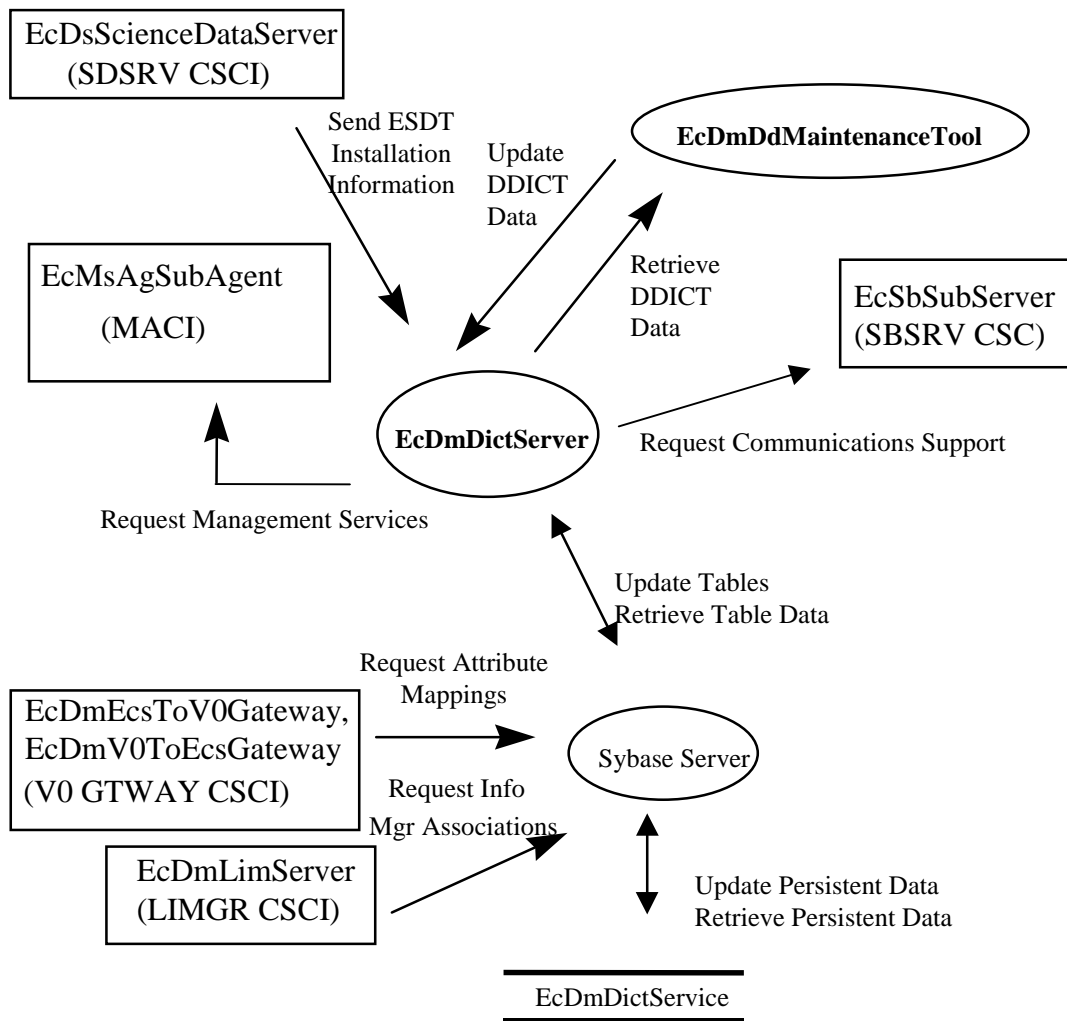 EcDsScienceDataServer
(SDSRV CSCI)
Send ESDT
Installation
Information
Update
DDICT
Data
EcDmDdMaintenanceTool
EcMsAgSubAgent
(MACI)
Retrieve
DDICT
Data
EcSbSubServer
(SBSRV CSC)
EcDmDictServer
Request Communications Support
Request Management Services
Update Tables
Retrieve Table Data
Request Attribute
Mappings
EcDmEcsToV0Gateway,
EcDmV0ToEcsGateway
(V0 GTWAY CSCI)
Sybase Server
Request Info
Mgr Associations
EcDmLimServer
(LIMGR CSCI)
Update Persistent Data
Retrieve Persistent Data
EcDmDictService